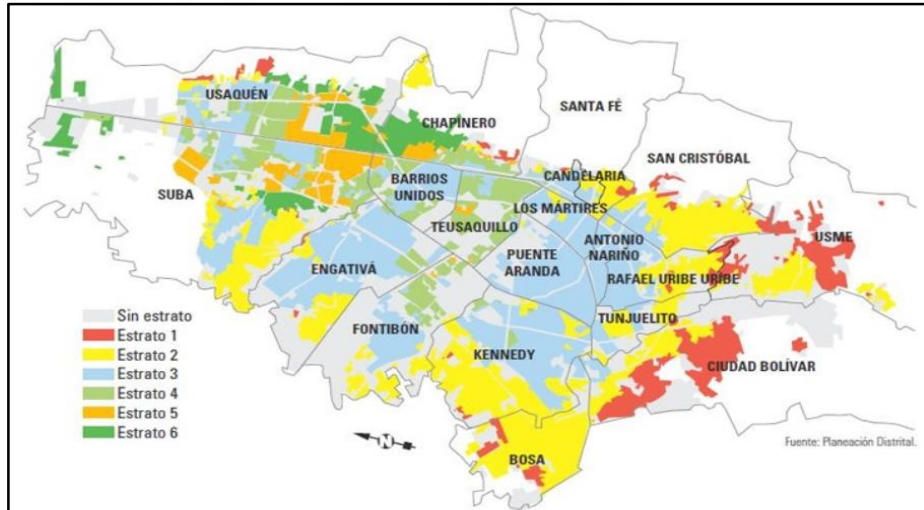 USAQUÉN
CHAPINERO
SANTA FÉ
SAN CRISTÓBAL
CANDELARIA
SUBA
BARRIOS
UNIDOS
LOS MÁRTIRES
TEUSAQUILLO
ANTONIO
NARIÑO
USME
PUENTE
ARANDA
ENGATIVÁ
RAFAEL URIBE URIBE
TUNJUELITO
FONTIBÓN
KENNEDY
CIUDAD BOLÍVAR
BOSA
Sin estrato
Estrato 1
Estrato 2
Estrato 3
Estrato 4
Estrato 5
Estrato 6
N
Fuente: Planeación Distrital.